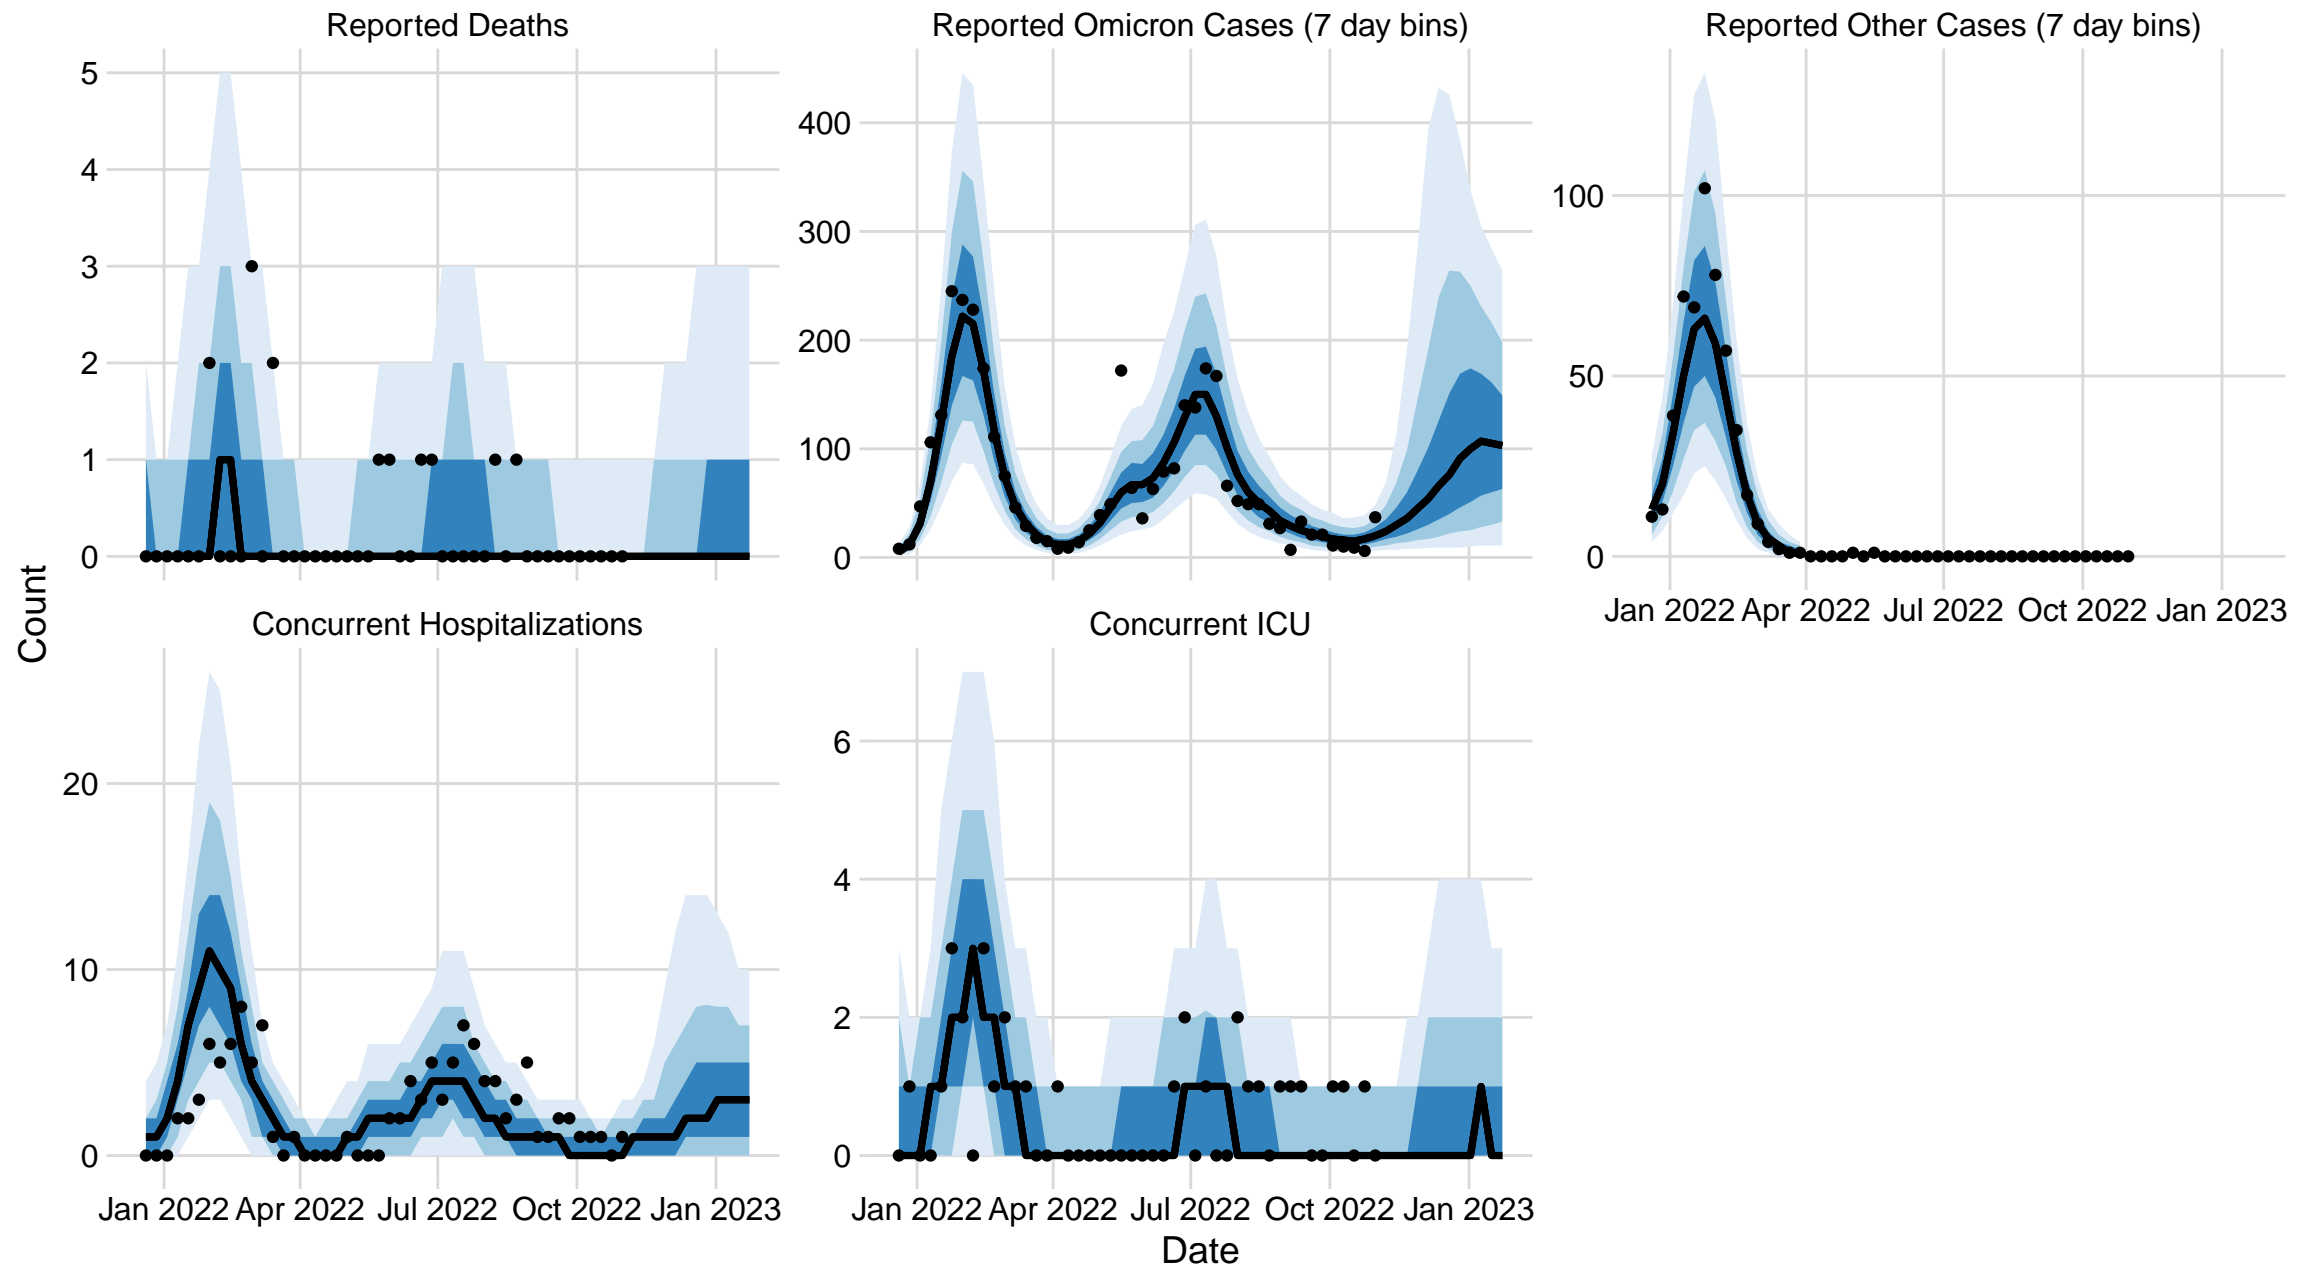 Reported Deaths
Reported Omicron Cases (7 day bins)
Reported Other Cases (7 day bins)
5
4
3
2
1
0
400
300
200
100
0
100
50
0
Jan 2022 Apr 2022 Jul 2022 Oct 2022 Jan 2023
Count
Concurrent Hospitalizations
Concurrent ICU
20
10
0
6
4
2
0
Jan 2022 Apr 2022 Jul 2022 Oct 2022 Jan 2023
Jan 2022 Apr 2022 Jul 2022 Oct 2022 Jan 2023
Date